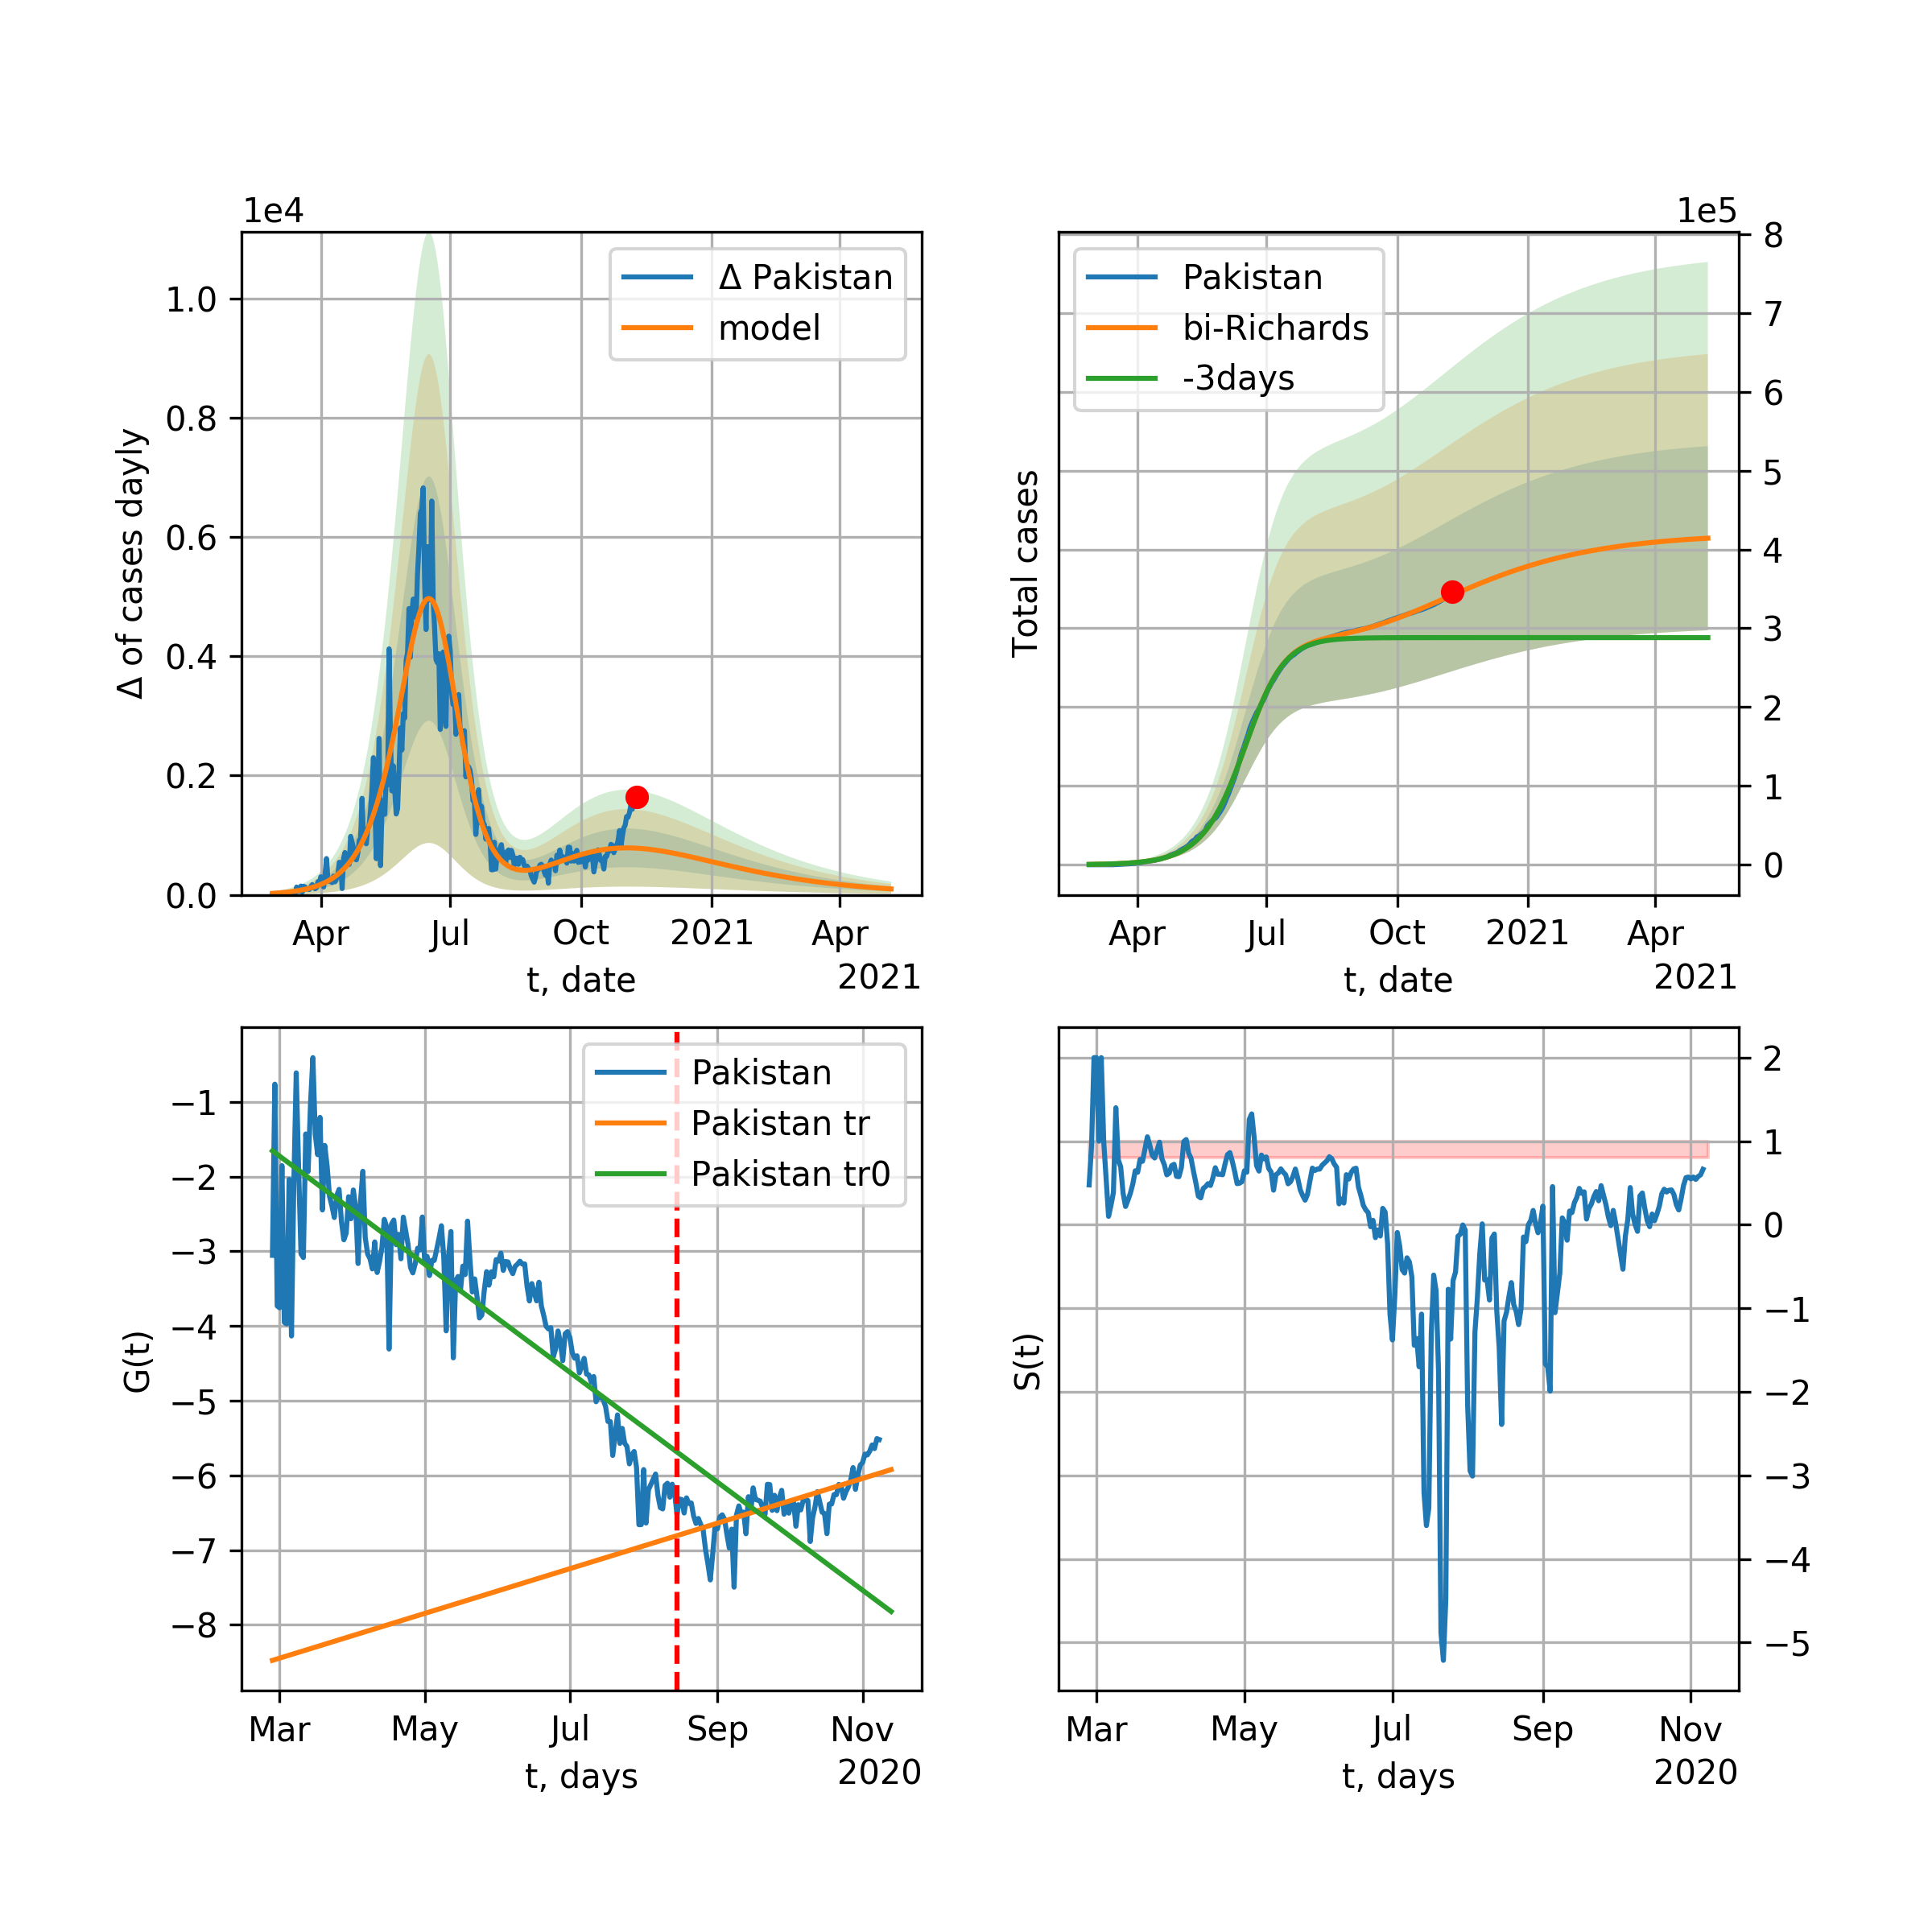 1e4
Δ of cases dayly
1.0
0.8
0.6
0.4
0.2
0.0
Δ Pakistan
model
Apr
Jul
Oct
2021
Apr
2021
t, date
1e5
Total cases
Pakistan
bi-Richards
-3days
8
7
6
5
4
3
2
1
0
Apr
Jul
Oct
2021
Apr
2021
t, date
G(t)
−1
−2
−3
−4
−5
−6
−7
−8
Pakistan
Pakistan tr
Pakistan tr0
Mar
May
Jul
Sep
Nov
2020
t, days
S(t)
2
1
0
−1
−2
−3
−4
−5
Mar
May
Jul
Sep
Nov
2020
t, days